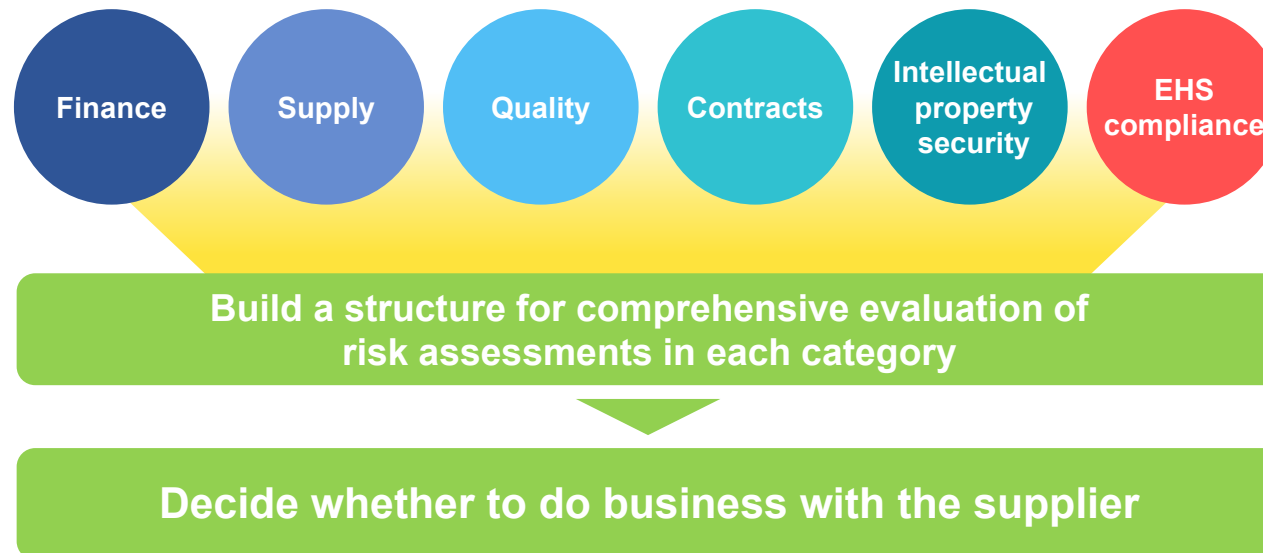 Finance
Supply
Quality
Contracts
Intellectual
property
security
EHS
compliance
Build a structure for comprehensive evaluation of
risk assessments in each category
Decide whether to do business with the supplier